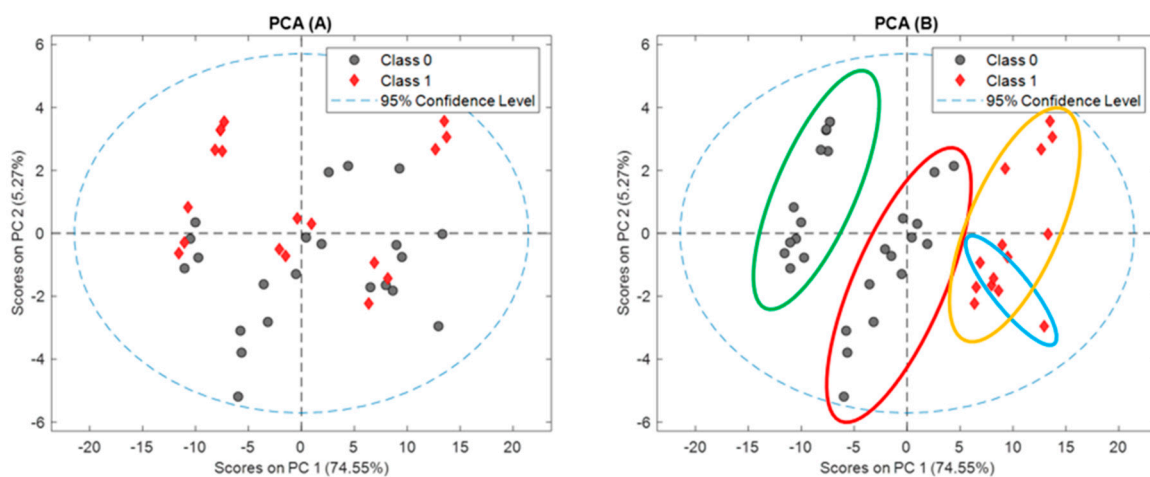 PCA (A)
6
4
2
0
-2
-4
-6
Scores on PC 2 (5.27%)
Class 0
Class 1
95% Confidence Level
-20
-15
-10
-5
0
5
10
15
20
Scores on PC 1 (74.55%)
PCA (B)
6
4
2
0
-2
-4
-6
Scores on PC 2 (5.27%)
Class 0
Class 1
95% Confidence Level
-20
-15
-10
-5
0
5
10
15
20
Scores on PC 1 (74.55%)